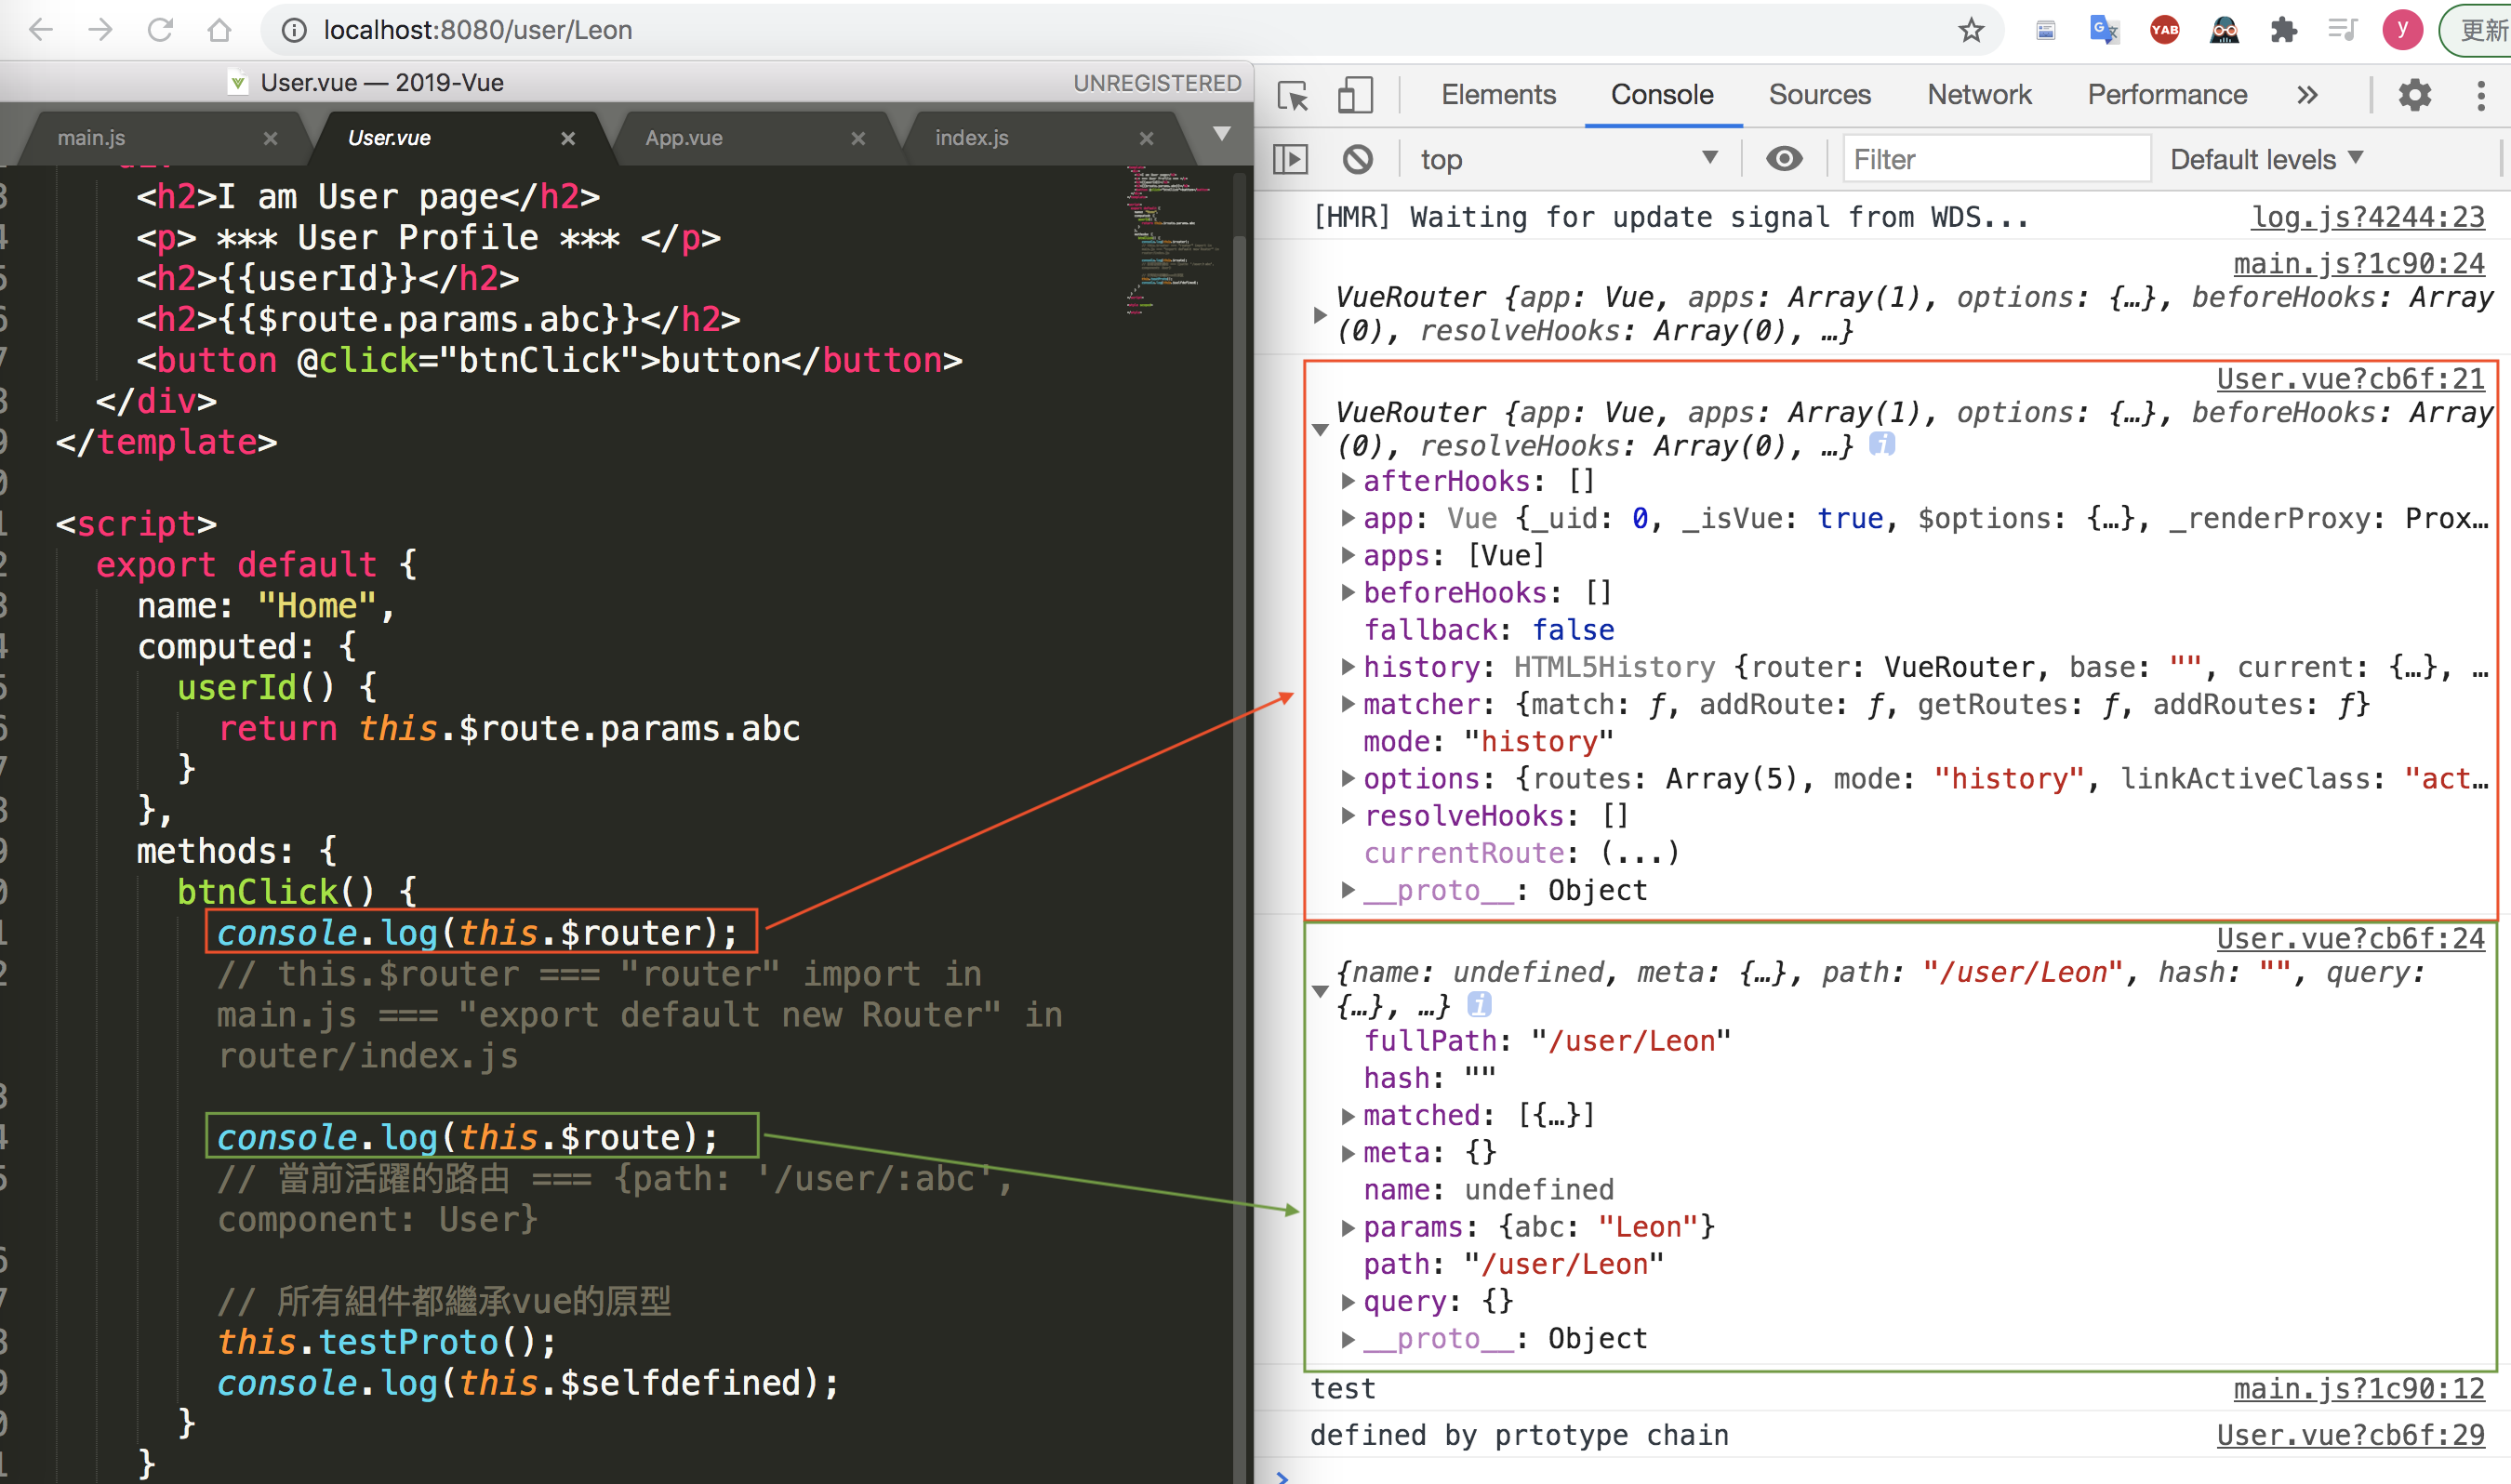 localhost:8080/user/Leon
YAB
y
更新
User.vue — 2019-Vue
UNREGISTERED
main.js
User.vue
App.vue
index.js
<h2>I am User page</h2>
<p> *** User Profile *** </p>
<h2>{{userId}}</h2>
<h2>{{$route.params.abc}}</h2>
<button @click="btnClick">button</button>
</div>
</template>
<script>
export default {
name: "Home",
computed: {
userId() {
return this.$route.params.abc
}
},
methods: {
btnClick() {
console.log(this.$router);
// this.$router === "router" import in
main.js === "export default new Router" in
router/index.js
console.log(this.$route);
// 當前活躍的路由 === {path: '/user/:abc',
component: User}
// 所有組件都繼承vue的原型
this.testProto();
console.log(this.$selfdefined);
}
}
Elements
Console
Sources
Network
Performance
top
Filter
Default levels
[HMR] Waiting for update signal from WDS...
log.js?4244:23
main.js?1c90:24
VueRouter {app: Vue, apps: Array(1), options: {…}, beforeHooks: Array
(0), resolveHooks: Array(0), …}
User.vue?cb6f:21
VueRouter {app: Vue, apps: Array(1), options: {…}, beforeHooks: Array
(0), resolveHooks: Array(0), …}
afterHooks: []
app: Vue {_uid: 0, _isVue: true, $options: {…}, _renderProxy: Prox…
apps: [Vue]
beforeHooks: []
fallback: false
history: HTML5History {router: VueRouter, base: "", current: {…}, …
matcher: {match: ƒ, addRoute: ƒ, getRoutes: ƒ, addRoutes: ƒ}
mode: "history"
options: {routes: Array(5), mode: "history", linkActiveClass: "act…
resolveHooks: []
currentRoute: (...)
__proto__: Object
User.vue?cb6f:24
{name: undefined, meta: {…}, path: "/user/Leon", hash: "", query:
{…}, …}
fullPath: "/user/Leon"
hash: ""
matched: [{…}]
meta: {}
name: undefined
params: {abc: "Leon"}
path: "/user/Leon"
query: {}
__proto__: Object
test
main.js?1c90:12
defined by prtotype chain
User.vue?cb6f:29